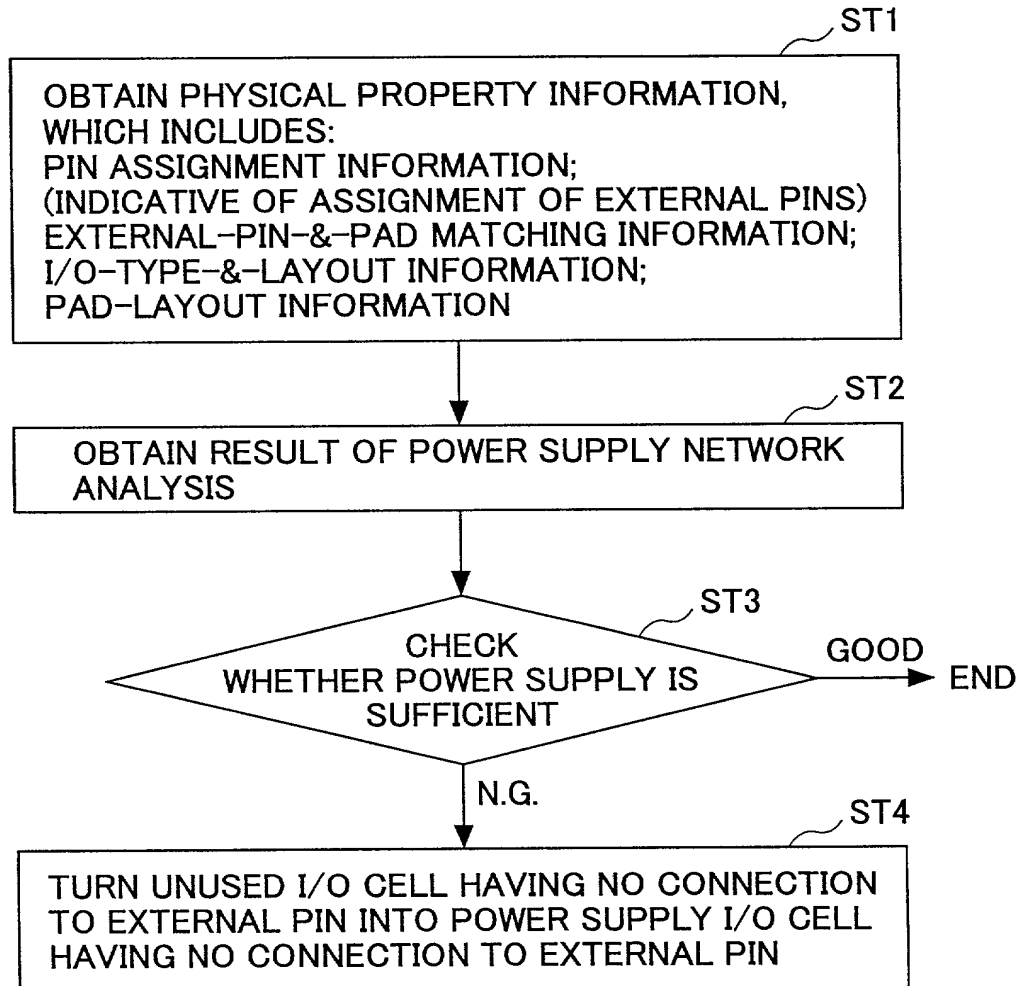 ST1
OBTAIN PHYSICAL PROPERTY INFORMATION,
WHICH INCLUDES:
PIN ASSIGNMENT INFORMATION;
(INDICATIVE OF ASSIGNMENT OF EXTERNAL PINS)
EXTERNAL-PIN-&-PAD MATCHING INFORMATION;
I/O-TYPE-&-LAYOUT INFORMATION;
PAD-LAYOUT INFORMATION
ST2
OBTAIN RESULT OF POWER SUPPLY NETWORK
ANALYSIS
ST3
CHECK
WHETHER POWER SUPPLY IS
SUFFICIENT
GOOD
END
N.G.
ST4
TURN UNUSED I/O CELL HAVING NO CONNECTION
TO EXTERNAL PIN INTO POWER SUPPLY I/O CELL
HAVING NO CONNECTION TO EXTERNAL PIN